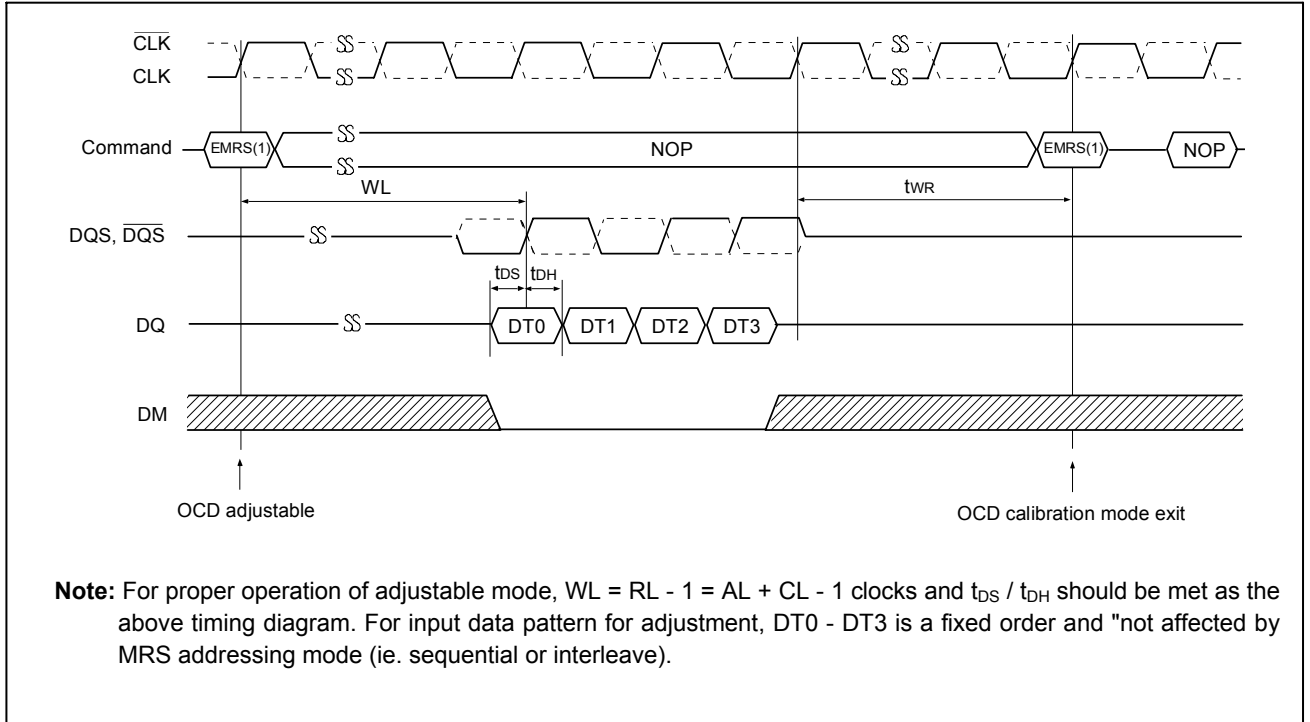 CLK
CLK
Command EMRS(1) NOP EMRS(1) NOP
WL tWR
DQS, DQS
tDS tDH
DQ DT0 DT1 DT2 DT3
DM
OCD adjustable OCD calibration mode exit
Note: For proper operation of adjustable mode, WL = RL - 1 = AL + CL - 1 clocks and tDS / tDH should be met as the
above timing diagram. For input data pattern for adjustment, DT0 - DT3 is a fixed order and "not affected by
MRS addressing mode (ie. sequential or interleave).